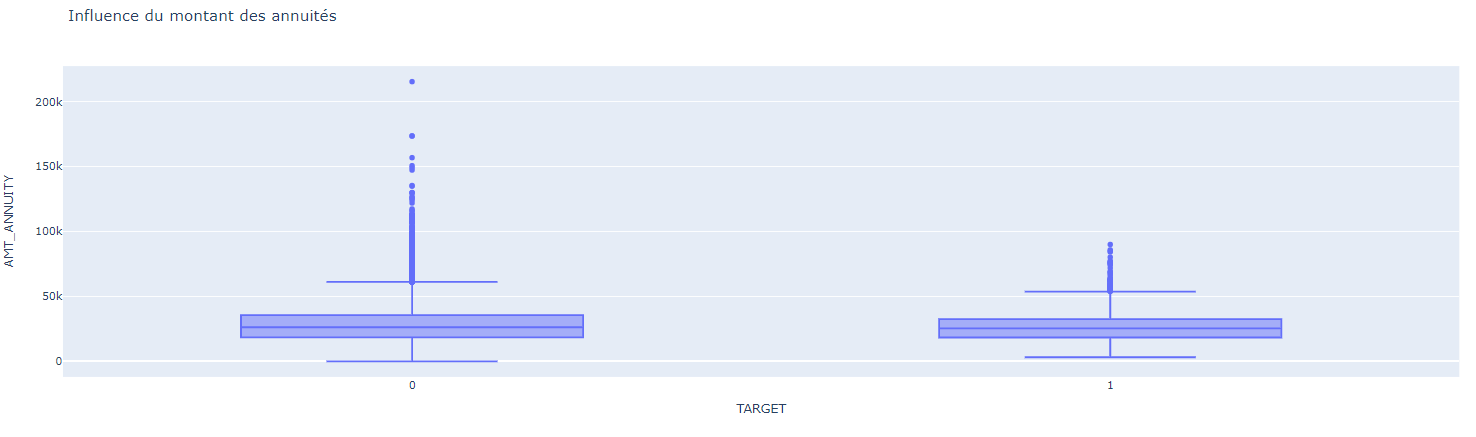 Influence du montant des annuités
200k
150k
100k
50k
0
AMT_ANNUITY
0
1
TARGET